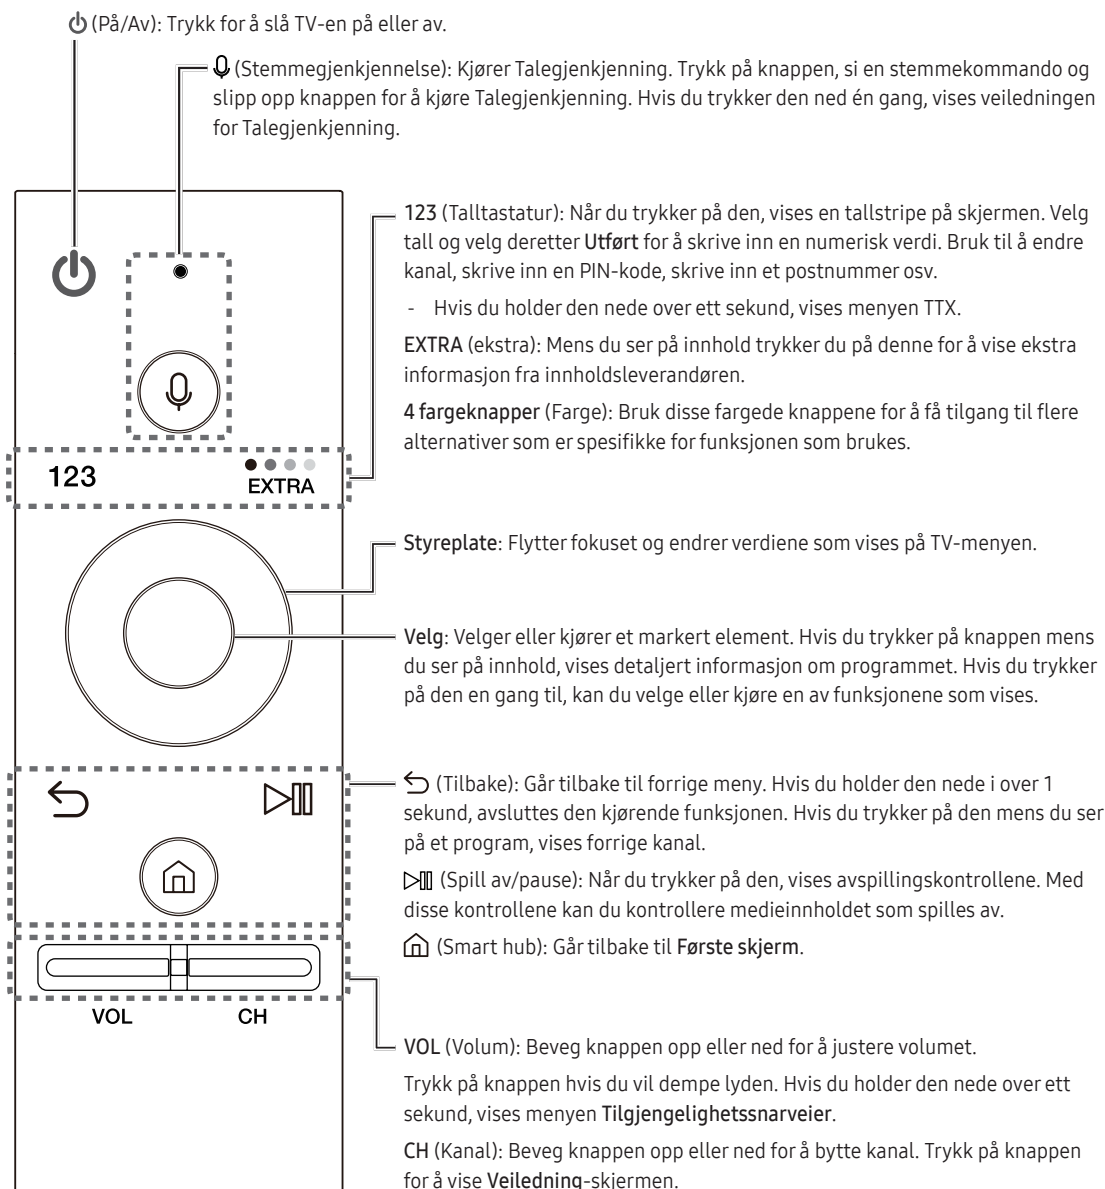 (På/Av): Trykk for å slå TV-en på eller av.
(Stemmegjenkjennelse): Kjører Talegjenkjenning. Trykk på knappen, si en stemmekommando og
slipp opp knappen for å kjøre Talegjenkjenning. Hvis du trykker den ned én gang, vises veiledningen
for Talegjenkjenning.
123 (Talltastatur): Når du trykker på den, vises en tallstripe på skjermen. Velg
tall og velg deretter Utført for å skrive inn en numerisk verdi. Bruk til å endre
kanal, skrive inn en PIN-kode, skrive inn et postnummer osv.
- Hvis du holder den nede over ett sekund, vises menyen TTX.
EXTRA (ekstra): Mens du ser på innhold trykker du på denne for å vise ekstra
informasjon fra innholdsleverandøren.
4 fargeknapper (Farge): Bruk disse fargede knappene for å få tilgang til flere
alternativer som er spesifikke for funksjonen som brukes.
123
EXTRA
Styreplate: Flytter fokuset og endrer verdiene som vises på TV-menyen.
Velg: Velger eller kjører et markert element. Hvis du trykker på knappen mens
du ser på innhold, vises detaljert informasjon om programmet. Hvis du trykker
på den en gang til, kan du velge eller kjøre en av funksjonene som vises.
(Tilbake): Går tilbake til forrige meny. Hvis du holder den nede i over 1
sekund, avsluttes den kjørende funksjonen. Hvis du trykker på den mens du ser
på et program, vises forrige kanal.
(Spill av/pause): Når du trykker på den, vises avspillingskontrollene. Med
disse kontrollene kan du kontrollere medieinnholdet som spilles av.
(Smart hub): Går tilbake til Første skjerm.
VOL
CH
VOL (Volum): Beveg knappen opp eller ned for å justere volumet.
Trykk på knappen hvis du vil dempe lyden. Hvis du holder den nede over ett
sekund, vises menyen Tilgjengelighetssnarveier.
CH (Kanal): Beveg knappen opp eller ned for å bytte kanal. Trykk på knappen
for å vise Veiledning-skjermen.